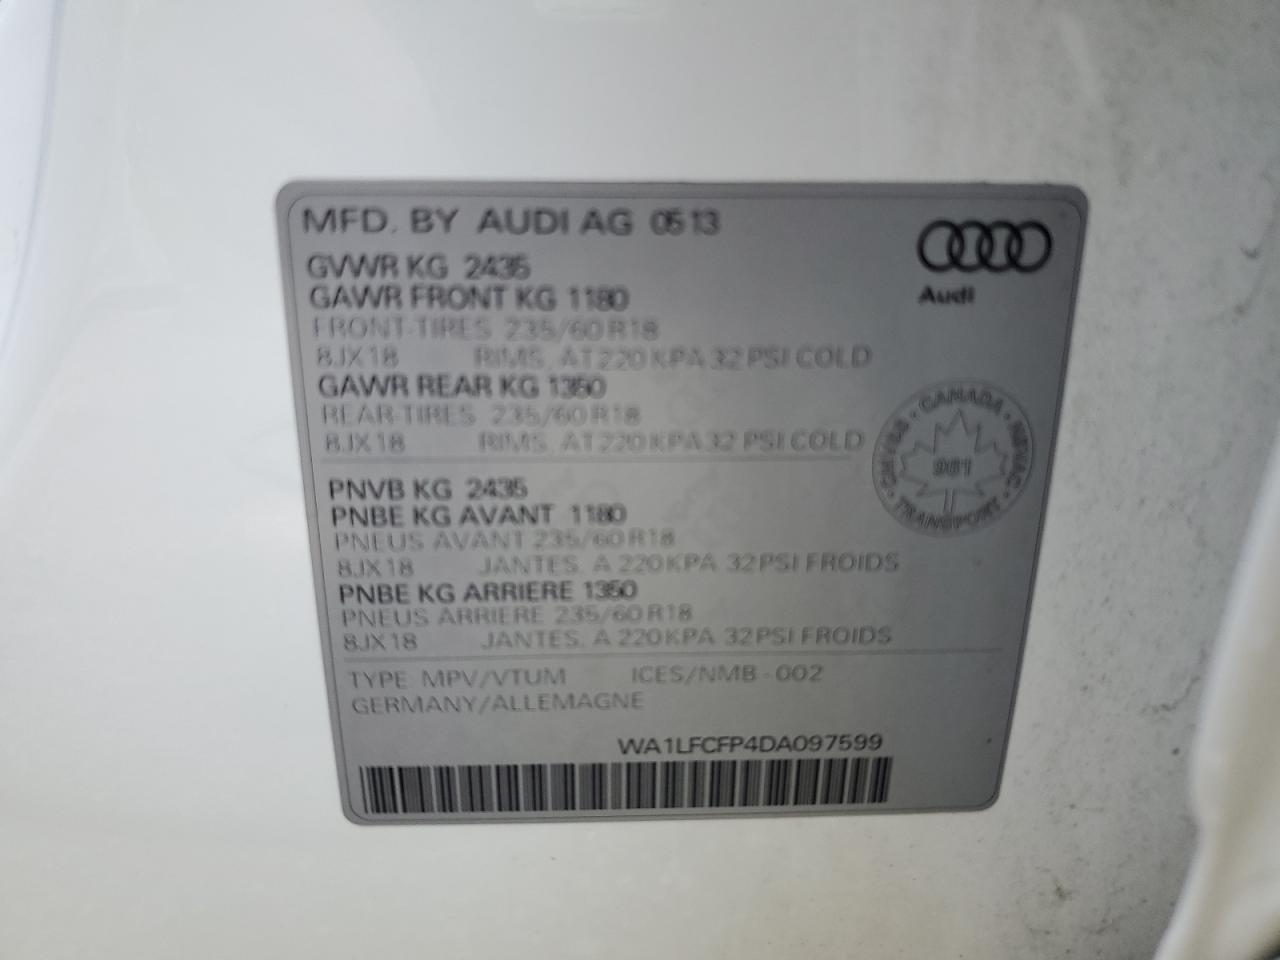 MFD. BY AUDI AG 0513
GVWR KG 2435
GAWR FRONT KG 1180
FRONT-TIRES 235/60 R18
8JX18 RIMS, AT 220 KPA 32 PSI COLD
GAWR REAR KG 1350
REAR-TIRES 235/60 R18
8JX18 RIMS, AT 220 KPA 32 PSI COLD
Audi
CANADA
NSVAC
TRANSPORT
CMVSS
961
PNVB KG 2435
PNBE KG AVANT 1180
PNEUS AVANT 235/60 R18
8JX18 JANTES, A 220 KPA 32 PSI FROIDS
PNBE KG ARRIERE 1350
PNEUS ARRIERE 235/60 R18
8JX18 JANTES, A 220 KPA 32 PSI FROIDS
TYPE MPV/VTUM ICES/NMB-002
GERMANY/ALLEMAGNE
WA1LFCFP4DA097599